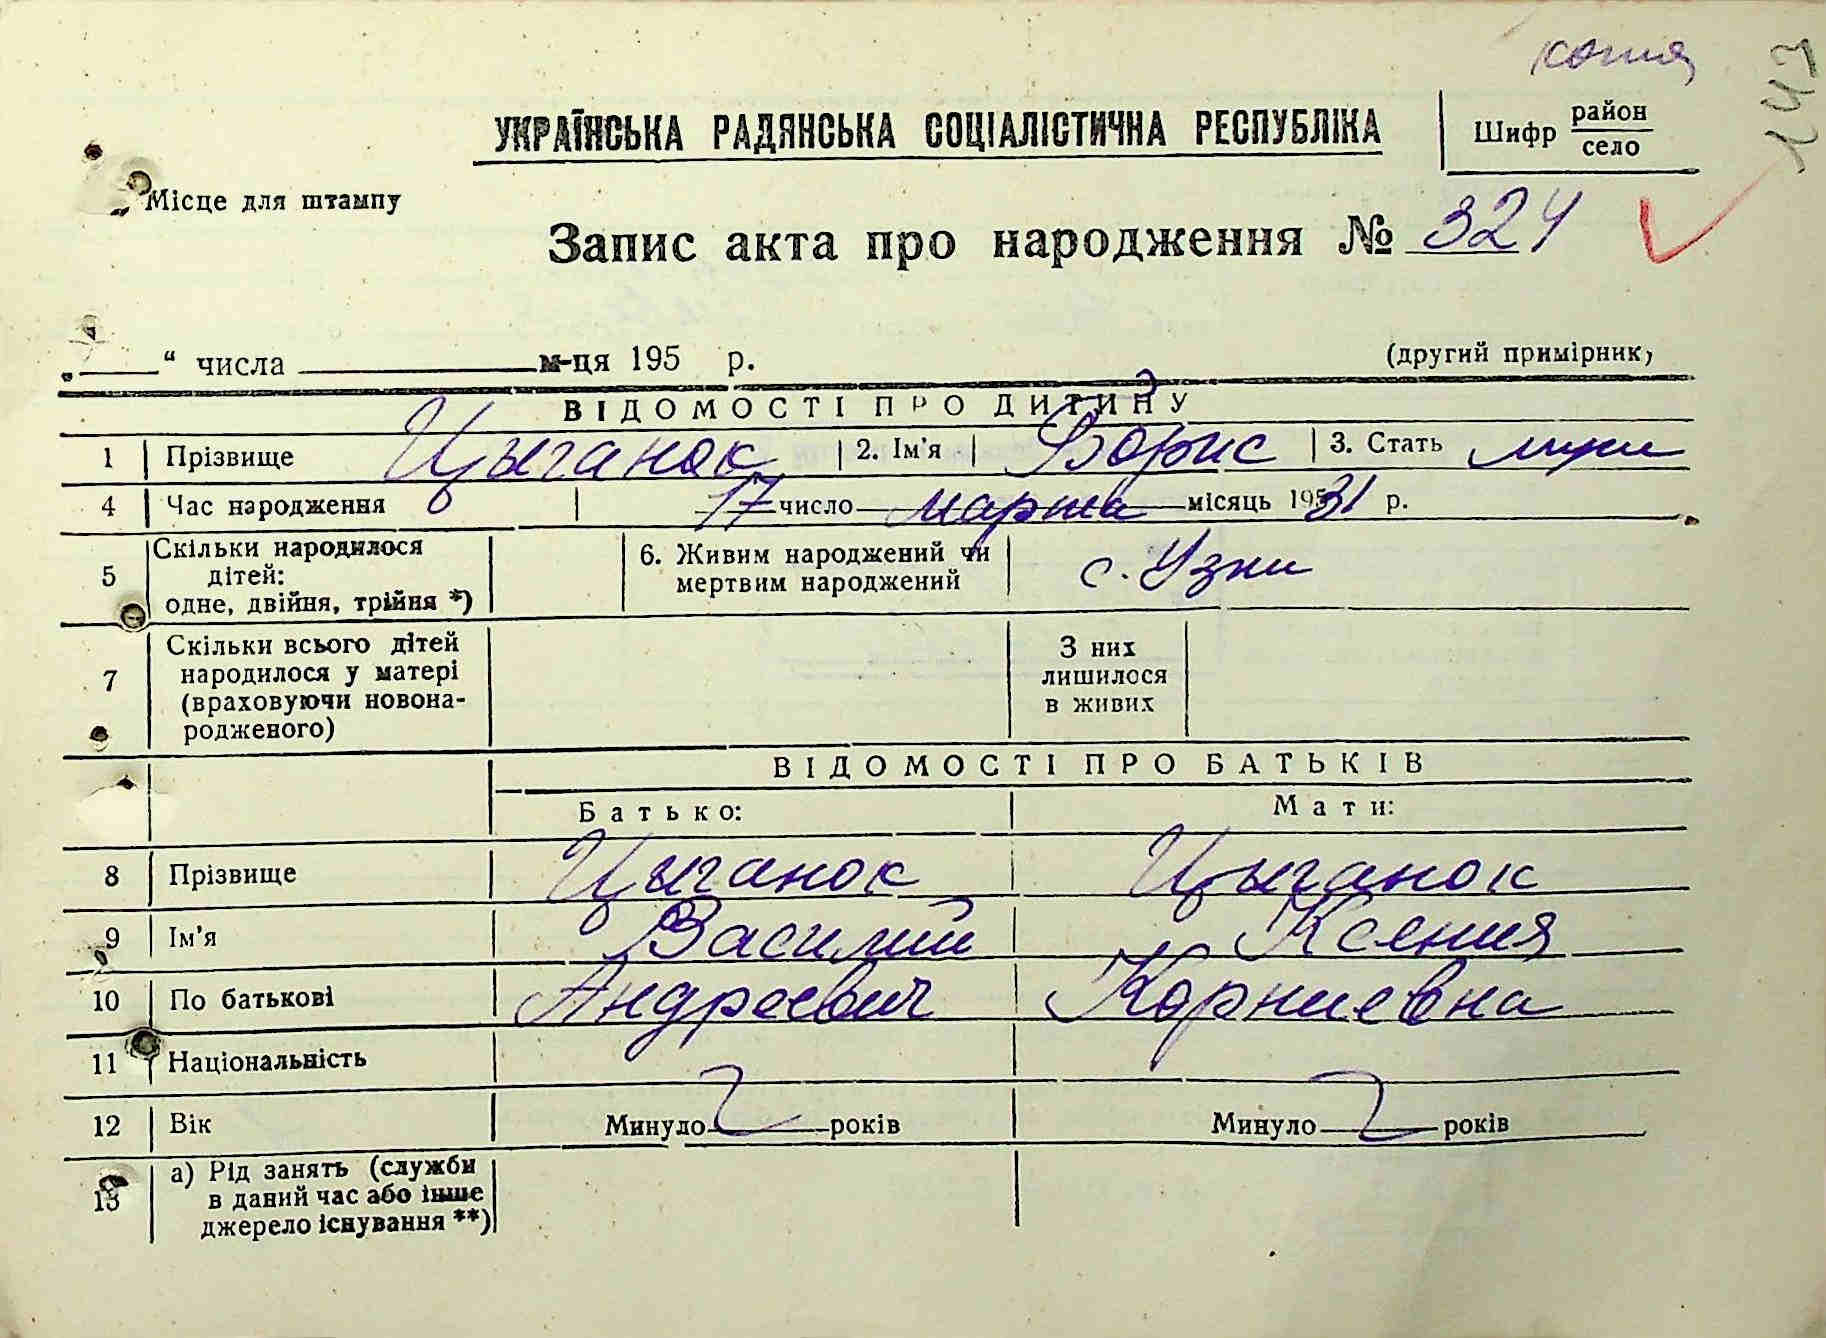 копия
143
УКРАЇНСЬКА РАДЯНСЬКА СОЦІАЛІСТИЧНА РЕСПУБЛІКА
Шифр район село
Місце для штампу
Запис акта про народження № 324
„ “ числа м-ця 195 р. (другий примірник)
ВІДОМОСТІ ПРО ДИТИНУ
1 Прізвище Цыганок 2. Ім'я Борис 3. Стать муж
4 Час народження 17 число марта місяць 1931 р.
5 Скільки народилося дітей: одне, двійня, трійня *) 6. Живим народжений чи мертвим народжений с. Узин
7 Скільки всього дітей народилося у матері (враховуючи новонародженого) З них лишилося в живих
ВІДОМОСТІ ПРО БАТЬКІВ
Батько: Мати:
8 Прізвище Цыганок Цыганок
9 Ім'я Василий Ксения
10 По батькові Андреевич Корниевна
11 Національність
12 Вік Минуло років Минуло років
13 а) Рід занять (служби в даний час або інше джерело існування **)